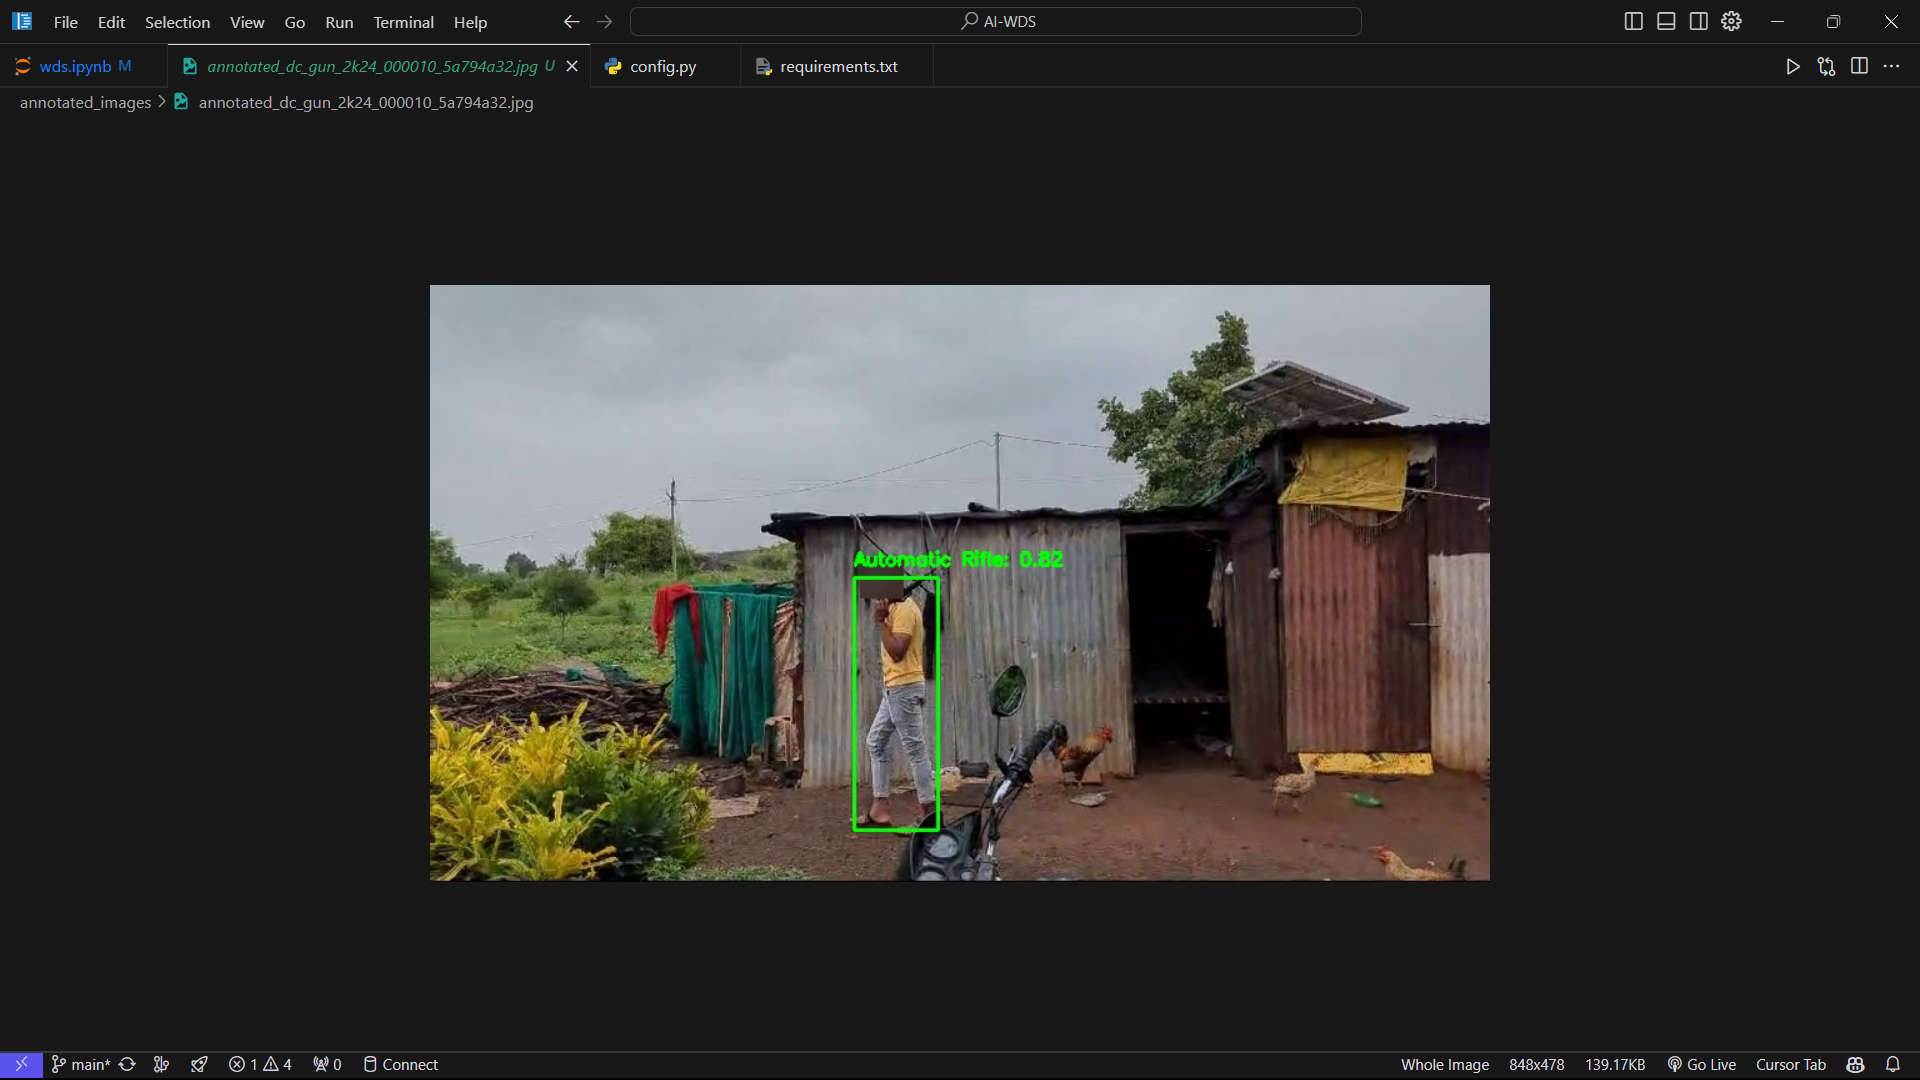 File Edit Selection View Go Run Terminal Help
AI-WDS
wds.ipynb M
annotated_dc_gun_2k24_000010_5a794a32.jpg U
config.py
requirements.txt
annotated_images > annotated_dc_gun_2k24_000010_5a794a32.jpg
Automatic Rifle: 0.82
main* 1 4 0 Connect Whole Image 848x478 139.17KB Go Live Cursor Tab